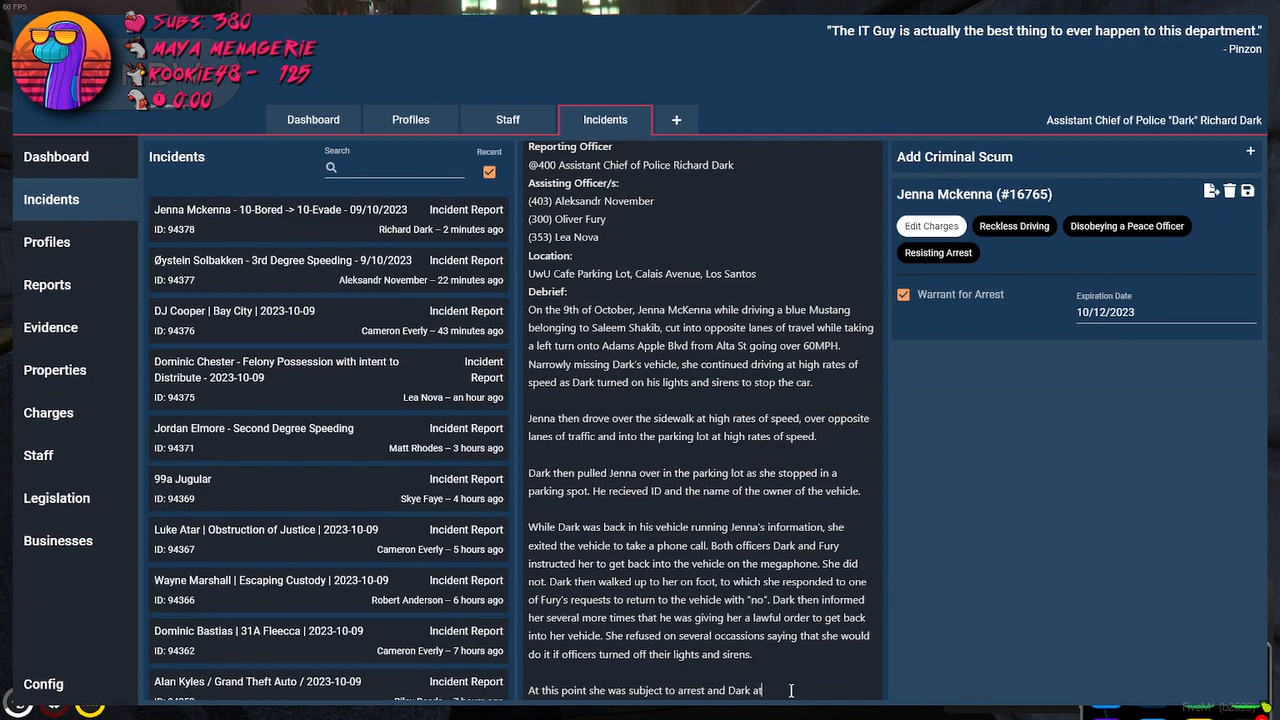 60 FPS
SUBS: 380
MAYA MENAGERIE
ROOKIE48 - 125
0:00
"The IT Guy is actually the best thing to ever happen to this department."
- Pinzon
Dashboard
Profiles
Staff
Incidents
+
Assistant Chief of Police "Dark" Richard Dark
Dashboard
Incidents
Profiles
Reports
Evidence
Properties
Charges
Staff
Legislation
Businesses
Config
Incidents
Search
Recent
Jenna Mckenna - 10-Bored -> 10-Evade - 09/10/2023
Incident Report
ID: 94378
Richard Dark – 2 minutes ago
Øystein Solbakken - 3rd Degree Speeding - 9/10/2023
Incident Report
ID: 94377
Aleksandr November – 22 minutes ago
DJ Cooper | Bay City | 2023-10-09
Incident Report
ID: 94376
Cameron Everly – 43 minutes ago
Dominic Chester - Felony Possession with intent to
Distribute - 2023-10-09
Incident
Report
ID: 94375
Lea Nova – an hour ago
Jordan Elmore - Second Degree Speeding
Incident Report
ID: 94371
Matt Rhodes – 3 hours ago
99a Jugular
Incident Report
ID: 94369
Skye Faye – 4 hours ago
Luke Atar | Obstruction of Justice | 2023-10-09
Incident Report
ID: 94367
Cameron Everly – 5 hours ago
Wayne Marshall | Escaping Custody | 2023-10-09
Incident Report
ID: 94366
Robert Anderson – 6 hours ago
Dominic Bastias | 31A Fleecca | 2023-10-09
Incident Report
ID: 94362
Cameron Everly – 7 hours ago
Alan Kyles / Grand Theft Auto / 2023-10-09
Incident Report
Reporting Officer
@400 Assistant Chief of Police Richard Dark
Assisting Officer/s:
(403) Aleksandr November
(300) Oliver Fury
(353) Lea Nova
Location:
UwU Cafe Parking Lot, Calais Avenue, Los Santos
Debrief:
On the 9th of October, Jenna McKenna while driving a blue Mustang
belonging to Saleem Shakib, cut into opposite lanes of travel while taking
a left turn onto Adams Apple Blvd from Alta St going over 60MPH.
Narrowly missing Dark's vehicle, she continued driving at high rates of
speed as Dark turned on his lights and sirens to stop the car.
Jenna then drove over the sidewalk at high rates of speed, over opposite
lanes of traffic and into the parking lot at high rates of speed.
Dark then pulled Jenna over in the parking lot as she stopped in a
parking spot. He recieved ID and the name of the owner of the vehicle.
While Dark was back in his vehicle running Jenna's information, she
exited the vehicle to take a phone call. Both officers Dark and Fury
instructed her to get back into the vehicle on the megaphone. She did
not. Dark then walked up to her on foot, to which she responded to one
of Fury's requests to return to the vehicle with "no". Dark then informed
her several more times that he was giving her a lawful order to get back
into her vehicle. She refused on several occassions saying that she would
do it if officers turned off their lights and sirens.
At this point she was subject to arrest and Dark at
Add Criminal Scum
+
Jenna Mckenna (#16765)
Edit Charges
Reckless Driving
Disobeying a Peace Officer
Resisting Arrest
Warrant for Arrest
Expiration Date
10/12/2023